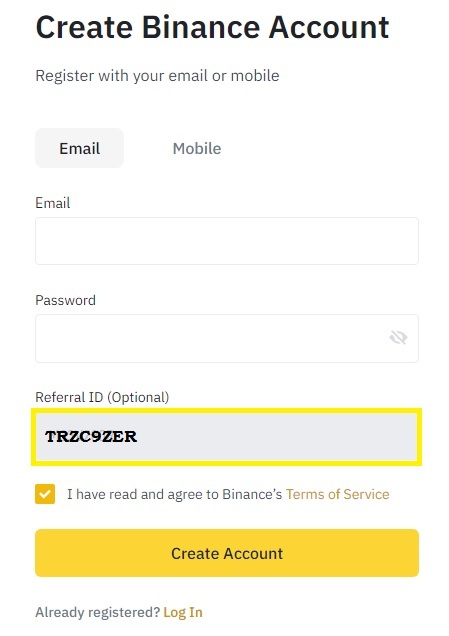 Create Binance Account
Register with your email or mobile
Email Mobile
Email
Password
Referral ID (Optional)
TRZC9ZER
I have read and agree to Binance's Terms of Service
Create Account
Already registered? Log In